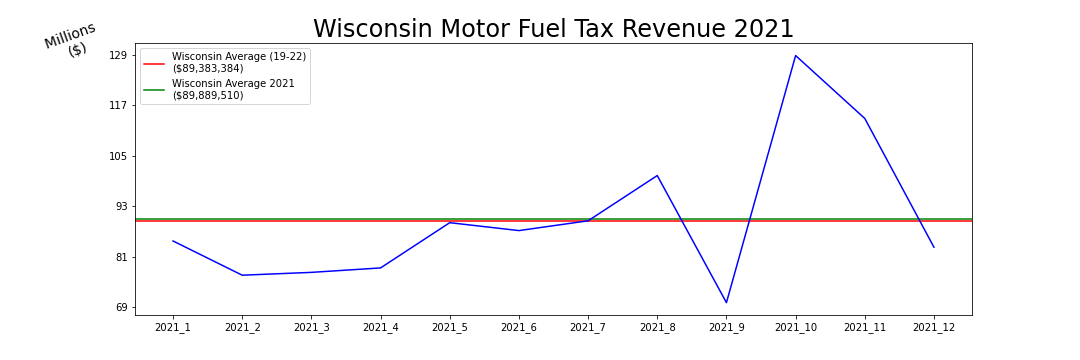 Wisconsin Motor Fuel Tax Revenue 2021
Millions
($)
Wisconsin Average (19-22)
($89,383,384)
Wisconsin Average 2021
($89,889,510)
129
117
105
93
81
69
2021_1 2021_2 2021_3 2021_4 2021_5 2021_6 2021_7 2021_8 2021_9 2021_10 2021_11 2021_12